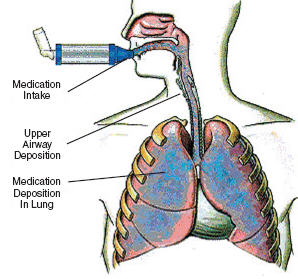 Medication
Intake
Upper
Airway
Deposition
Medication
Deposition
In Lung